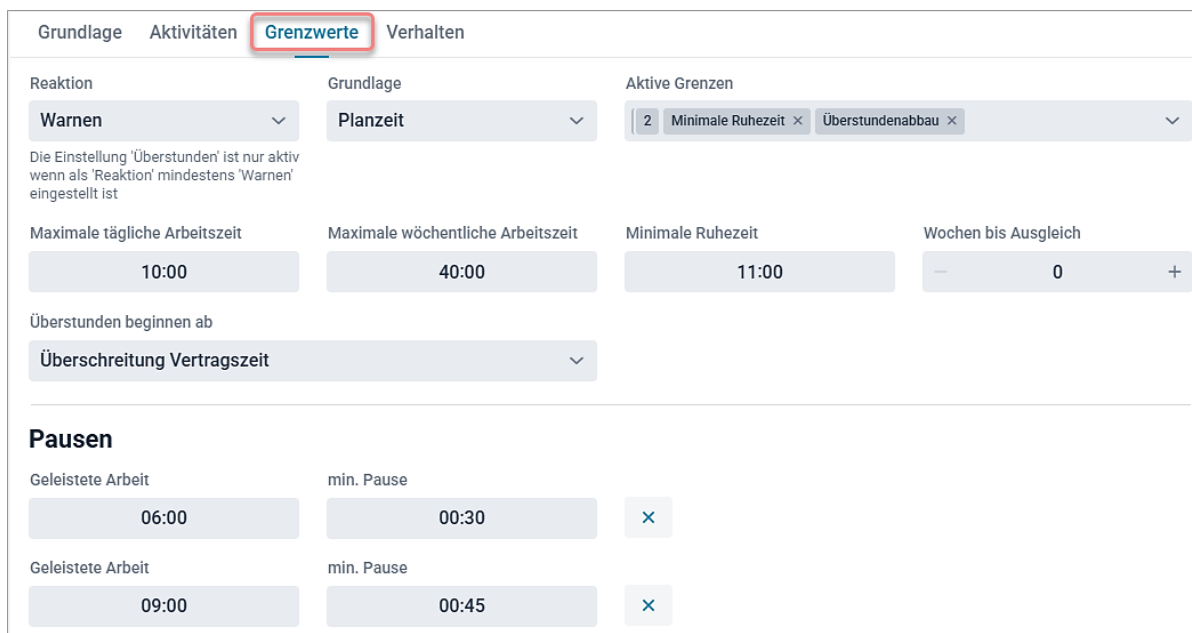 Grundlage Aktivitäten Grenzwerte Verhalten
Reaktion Grundlage Aktive Grenzen
Warnen Planzeit 2 Minimale Ruhezeit × Überstundenabbau ×
Die Einstellung 'Überstunden' ist nur aktiv
wenn als 'Reaktion' mindestens 'Warnen'
eingestellt ist
Maximale tägliche Arbeitszeit Maximale wöchentliche Arbeitszeit Minimale Ruhezeit Wochen bis Ausgleich
10:00 40:00 11:00 − 0 +
Überstunden beginnen ab
Überschreitung Vertragszeit
Pausen
Geleistete Arbeit min. Pause
06:00 00:30 ×
Geleistete Arbeit min. Pause
09:00 00:45 ×